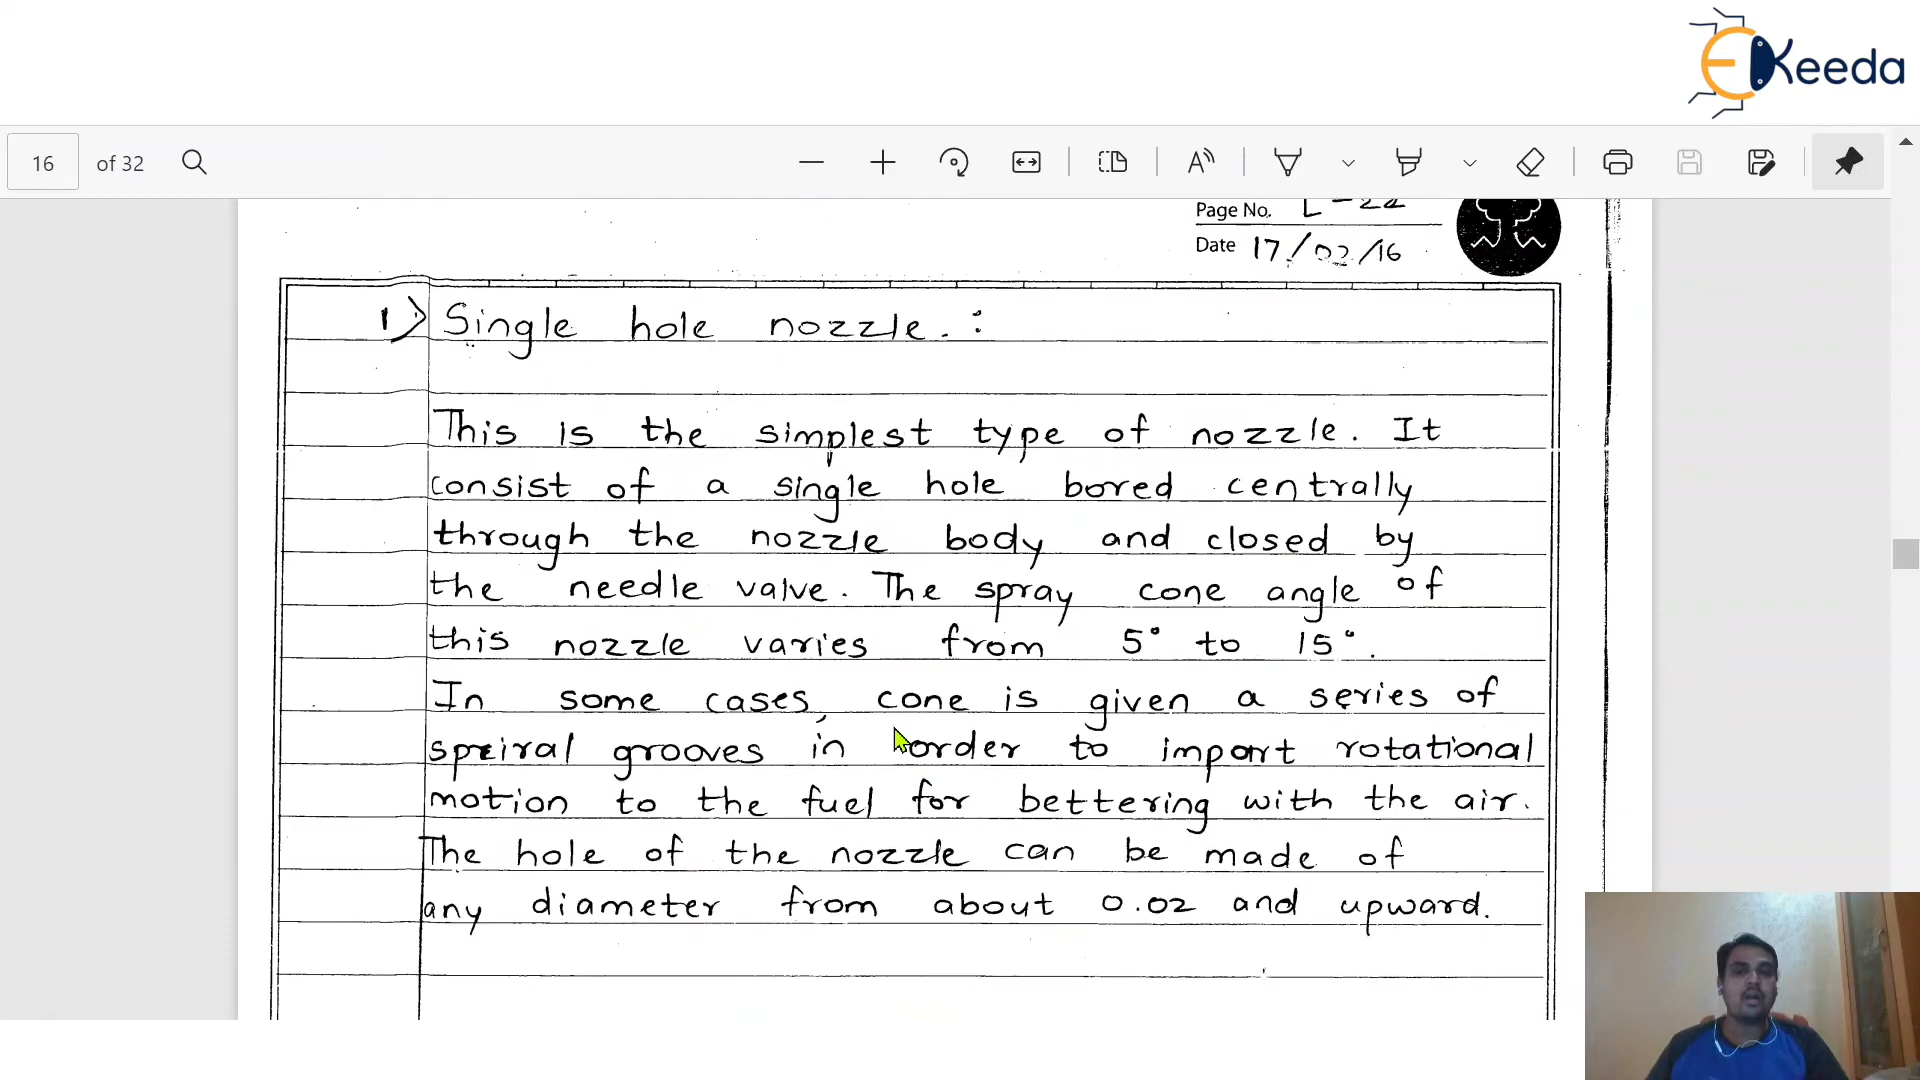 EKeeda
16 of 32
Page No. L-22
Date 17/02/16
1) Single hole nozzle. :
This is the simplest type of nozzle. It
consist of a single hole bored centrally
through the nozzle body and closed by
the needle valve. The spray cone angle of
this nozzle varies from 5° to 15°.
In some cases, cone is given a series of
spriral grooves in order to impart rotational
motion to the fuel for bettering with the air.
The hole of the nozzle can be made of
any diameter from about 0.02 and upward.